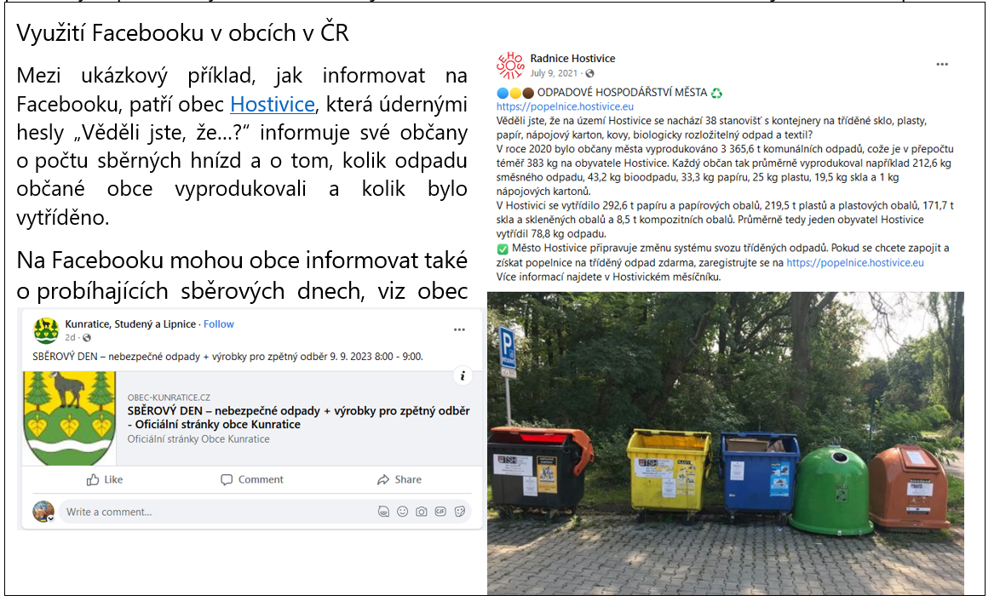 Využití Facebooku v obcích v ČR
Mezi ukázkový příklad, jak informovat na
Facebooku, patří obec Hostivice, která údernými
hesly „Věděli jste, že…?“ informuje své občany
o počtu sběrných hnízd a o tom, kolik odpadu
občané obce vyprodukovali a kolik bylo
vytříděno.
Na Facebooku mohou obce informovat také
o probíhajících sběrových dnech, viz obec
Kunratice, Studený a Lipnice · Follow
2d ·
SBĚROVÝ DEN – nebezpečné odpady + výrobky pro zpětný odběr 9. 9. 2023 8:00 - 9:00.
OBEC-KUNRATICE.CZ
SBĚROVÝ DEN – nebezpečné odpady + výrobky pro zpětný odběr
- Oficiální stránky obce Kunratice
Oficiální stránky Obce Kunratice
Like
Comment
Share
Write a comment...
GIF
Radnice Hostivice
July 9, 2021 ·
ODPADOVÉ HOSPODÁŘSTVÍ MĚSTA
https://popelnice.hostivice.eu
Věděli jste, že na území Hostivice se nachází 38 stanovišť s kontejnery na tříděné sklo, plasty,
papír, nápojový karton, kovy, biologicky rozložitelný odpad a textil?
V roce 2020 bylo občany města vyprodukováno 3 365,6 t komunálních odpadů, cože je v přepočtu
téměř 383 kg na obyvatele Hostivice. Každý občan tak průměrně vyprodukoval například 212,6 kg
směsného odpadu, 43,2 kg bioodpadu, 33,3 kg papíru, 25 kg plastu, 19,5 kg skla a 1 kg
nápojových kartonů.
V Hostivici se vytřídilo 292,6 t papíru a papírových obalů, 219,5 t plastů a plastových obalů, 171,7 t
skla a skleněných obalů a 8,5 t kompozitních obalů. Průměrně tedy jeden obyvatel Hostivice
vytřídil 78,8 kg odpadu.
Město Hostivice připravuje změnu systému svozu tříděných odpadů. Pokud se chcete zapojit a
získat popelnice na tříděný odpad zdarma, zaregistrujte se na https://popelnice.hostivice.eu
Více informací najdete v Hostivickém měsíčníku.
P
TSH
TSH